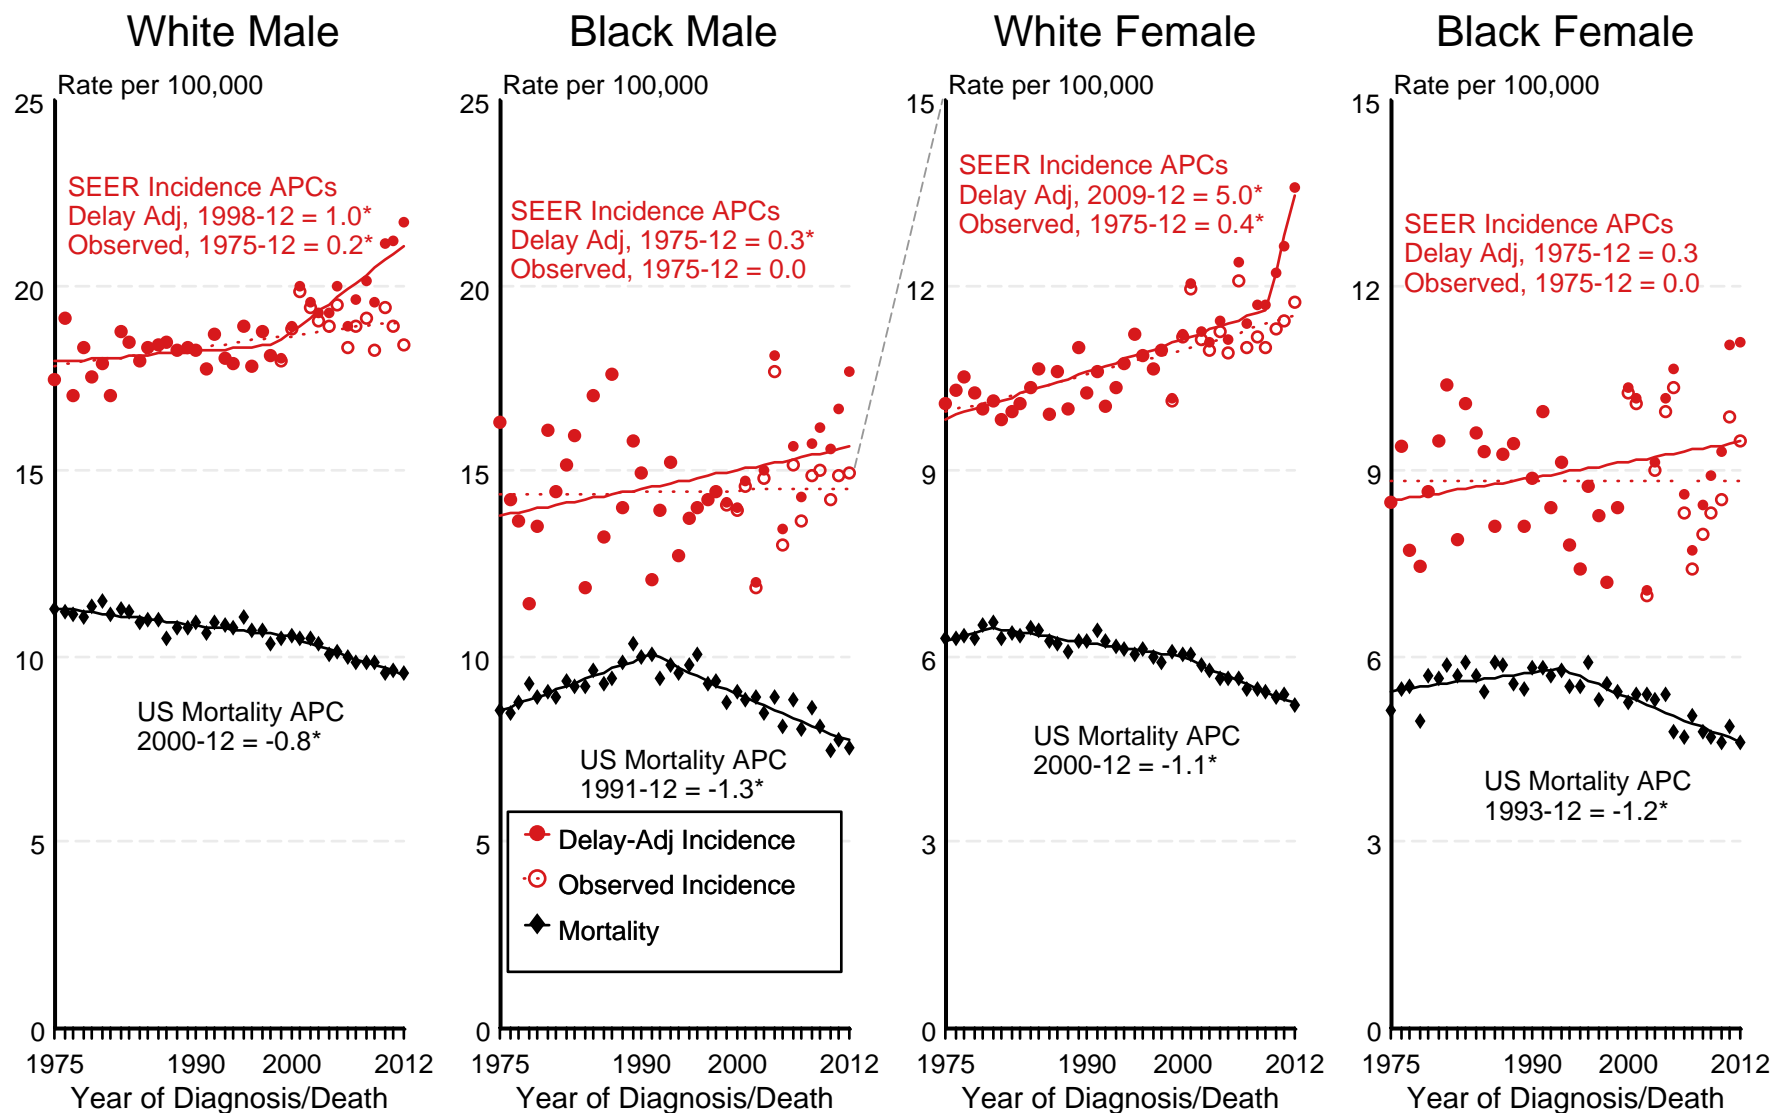 White Male
Rate per 100,000
25
20
15
10
5
0
SEER Incidence APCs
Delay Adj, 1998-12 = 1.0*
Observed, 1975-12 = 0.2*
US Mortality APC
2000-12 = -0.8*
1975 1990 2000 2012
Year of Diagnosis/Death
Black Male
Rate per 100,000
25
20
15
10
5
0
SEER Incidence APCs
Delay Adj, 1975-12 = 0.3*
Observed, 1975-12 = 0.0
US Mortality APC
1991-12 = -1.3*
Delay-Adj Incidence
Observed Incidence
Mortality
1975 1990 2000 2012
Year of Diagnosis/Death
White Female
Rate per 100,000
15
12
9
6
3
0
SEER Incidence APCs
Delay Adj, 2009-12 = 5.0*
Observed, 1975-12 = 0.4*
US Mortality APC
2000-12 = -1.1*
1975 1990 2000 2012
Year of Diagnosis/Death
Black Female
Rate per 100,000
15
12
9
6
3
0
SEER Incidence APCs
Delay Adj, 1975-12 = 0.3
Observed, 1975-12 = 0.0
US Mortality APC
1993-12 = -1.2*
1975 1990 2000 2012
Year of Diagnosis/Death